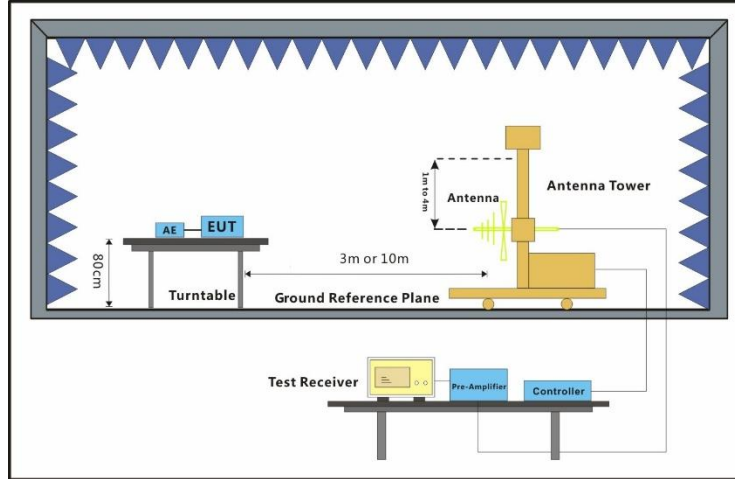 1m to 4m
Antenna
Antenna Tower
AE
EUT
80cm
3m or 10m
Turntable
Ground Reference Plane
Test Receiver
Pre-Amplifier
Controller